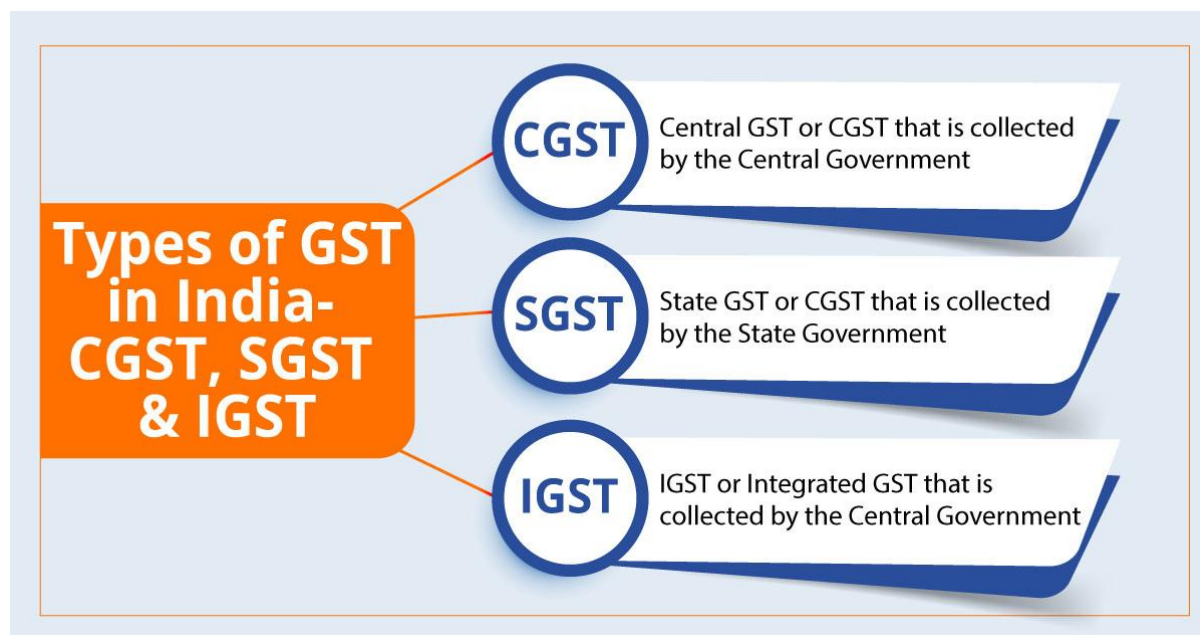 Types of GST
in India-
CGST, SGST
& IGST
CGST
Central GST or CGST that is collected
by the Central Government
SGST
State GST or CGST that is collected
by the State Government
IGST
IGST or Integrated GST that is
collected by the Central Government